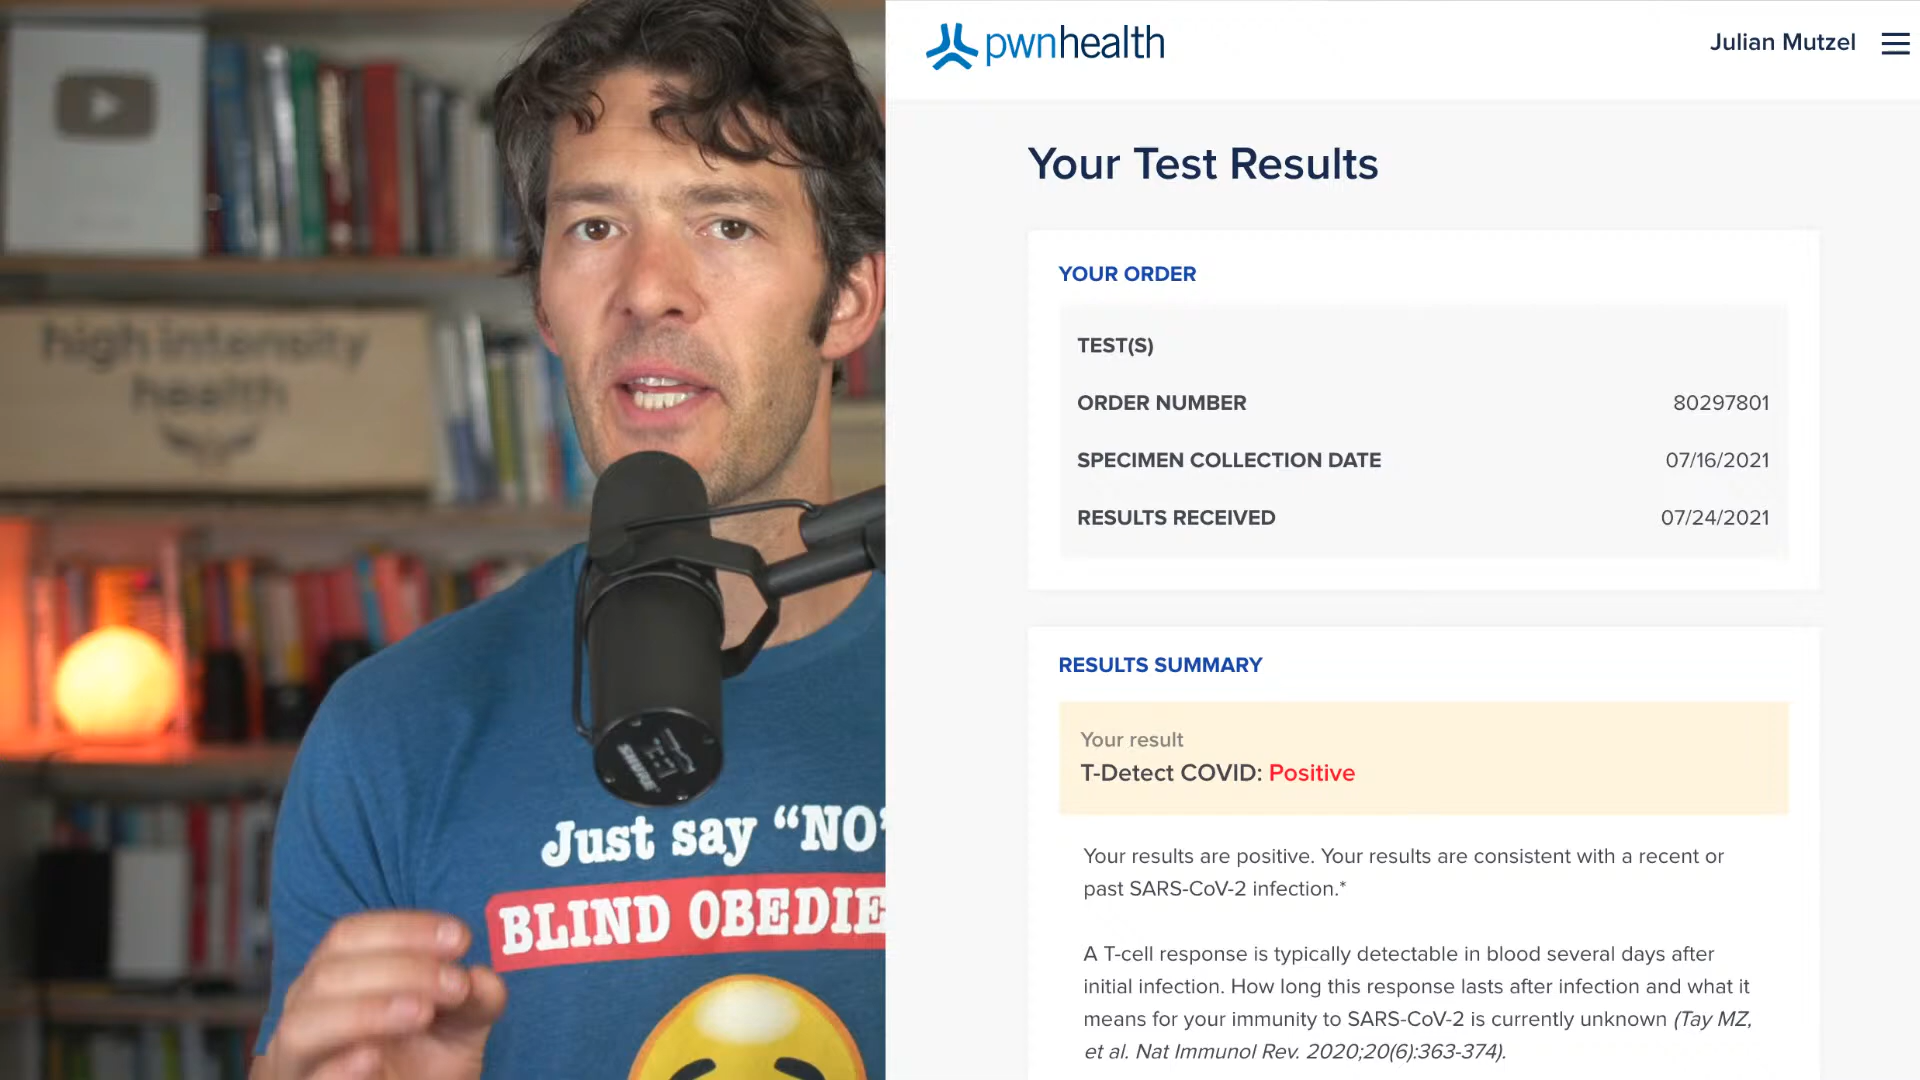 high intensity
health
SHURE
Just say “NO”
BLIND OBEDIE
pwnhealth
Julian Mutzel
Your Test Results
YOUR ORDER
TEST(S)
ORDER NUMBER 80297801
SPECIMEN COLLECTION DATE 07/16/2021
RESULTS RECEIVED 07/24/2021
RESULTS SUMMARY
Your result
T-Detect COVID: Positive
Your results are positive. Your results are consistent with a recent or
past SARS-CoV-2 infection.*
A T-cell response is typically detectable in blood several days after
initial infection. How long this response lasts after infection and what it
means for your immunity to SARS-CoV-2 is currently unknown (Tay MZ,
et al. Nat Immunol Rev. 2020;20(6):363-374).